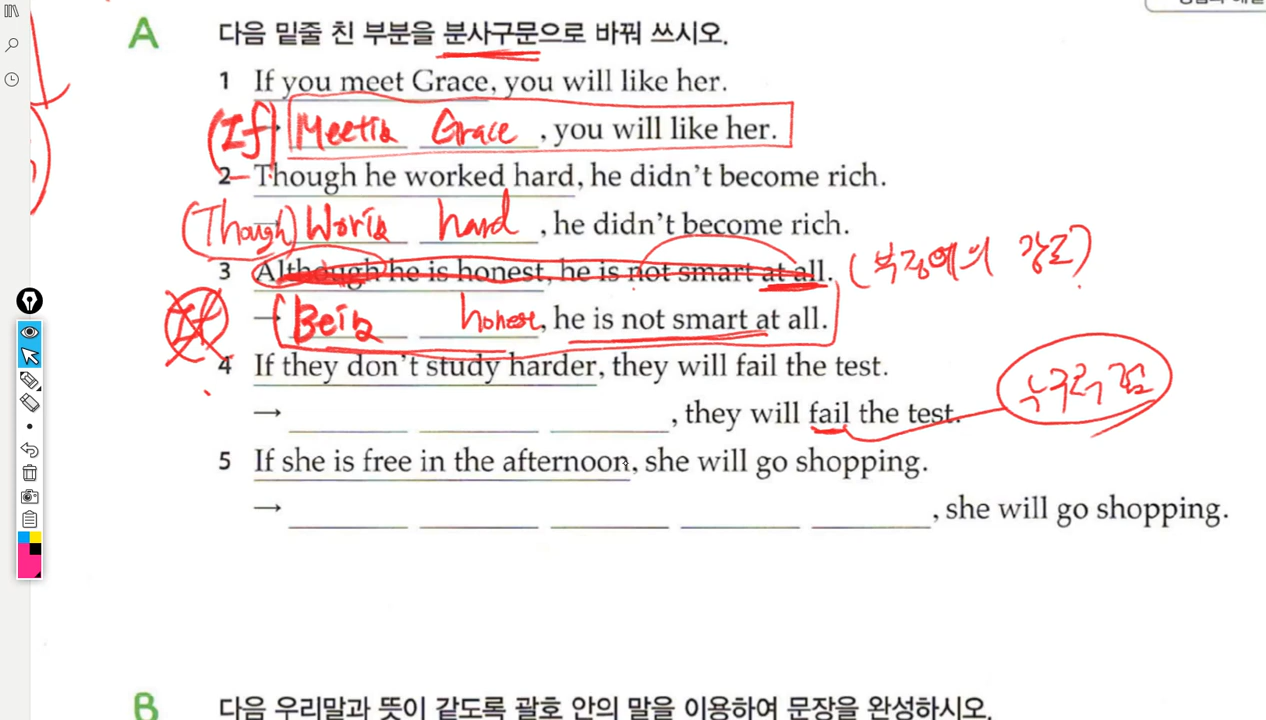 A 다음 밑줄 친 부분을 분사구문으로 바꿔 쓰시오.
1 If you meet Grace, you will like her.
(If) → Meeting Grace, you will like her.
2 Though he worked hard, he didn't become rich.
(Though) → Working hard, he didn't become rich.
3 Although he is honest, he is not smart at all. (부정에의 강조)
If → Being honest, he is not smart at all.
4 If they don't study harder, they will fail the test.
→ , they will fail the test.
5 If she is free in the afternoon, she will go shopping.
→ , she will go shopping.
B 다음 우리말과 뜻이 같도록 괄호 안의 말을 이용하여 문장을 완성하시오.